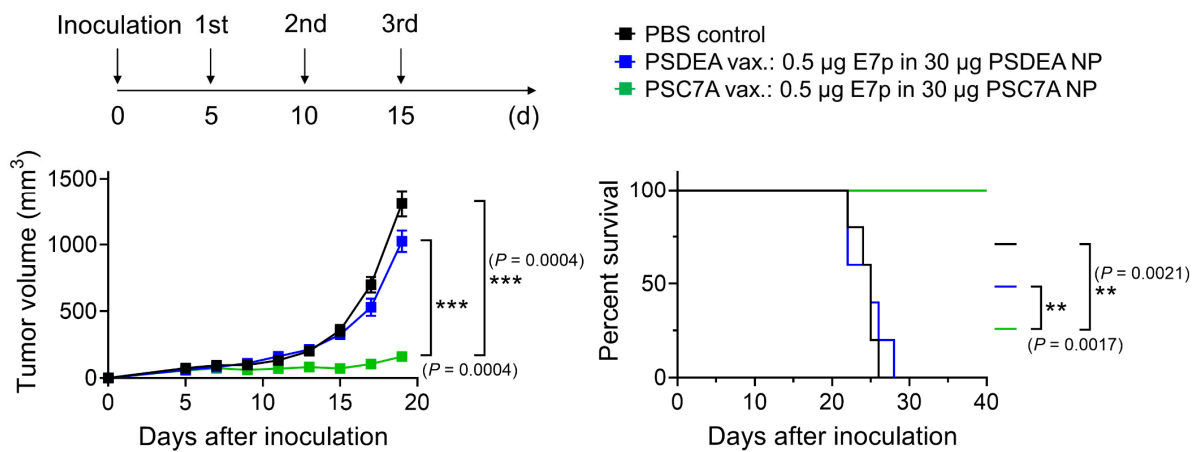 Inoculation 1st 2nd 3rd
0 5 10 15 (d)
PBS control
PSDEA vax.: 0.5 µg E7p in 30 µg PSDEA NP
PSC7A vax.: 0.5 µg E7p in 30 µg PSC7A NP
Tumor volume (mm³)
1500
1000
500
0
0 5 10 15 20
Days after inoculation
***
(P = 0.0004)
***
(P = 0.0004)
Percent survival
100
50
0
0 20 30 40
Days after inoculation
**
(P = 0.0017)
(P = 0.0021)
**